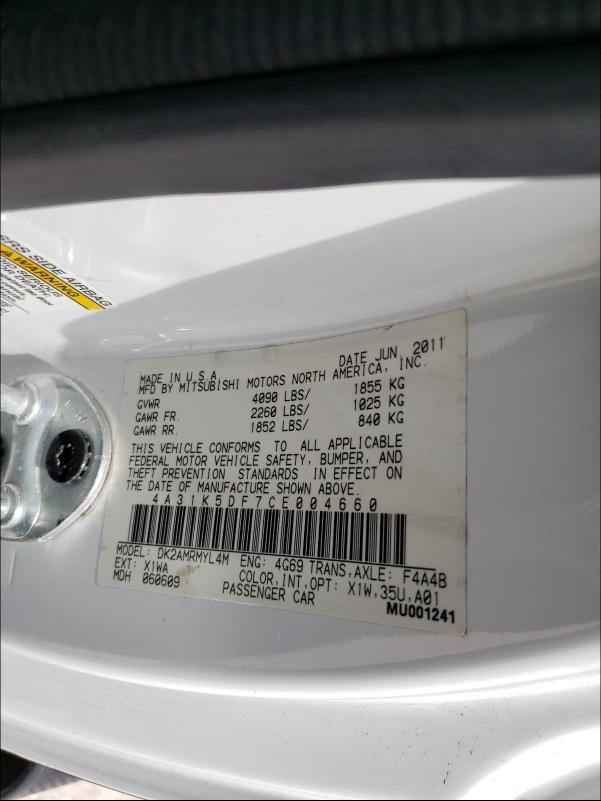 SRS SIDE AIRBAG
WARNING
MADE IN U.S.A. DATE JUN, 2011
MFD BY MITSUBISHI MOTORS NORTH AMERICA, INC.
GVWR 4090 LBS/ 1855 KG
GAWR FR. 2260 LBS/ 1025 KG
GAWR RR. 1852 LBS/ 840 KG
THIS VEHICLE CONFORMS TO ALL APPLICABLE
FEDERAL MOTOR VEHICLE SAFETY, BUMPER, AND
THEFT PREVENTION STANDARDS IN EFFECT ON
THE DATE OF MANUFACTURE SHOWN ABOVE.
4A31K5DF7CE004660
MODEL: DK2AMRMYL4M ENG: 4G69 TRANS,AXLE: F4A4B
EXT: X1WA COLOR,INT,OPT: X1W,35U,A01
MDH 060609 PASSENGER CAR
MU001241